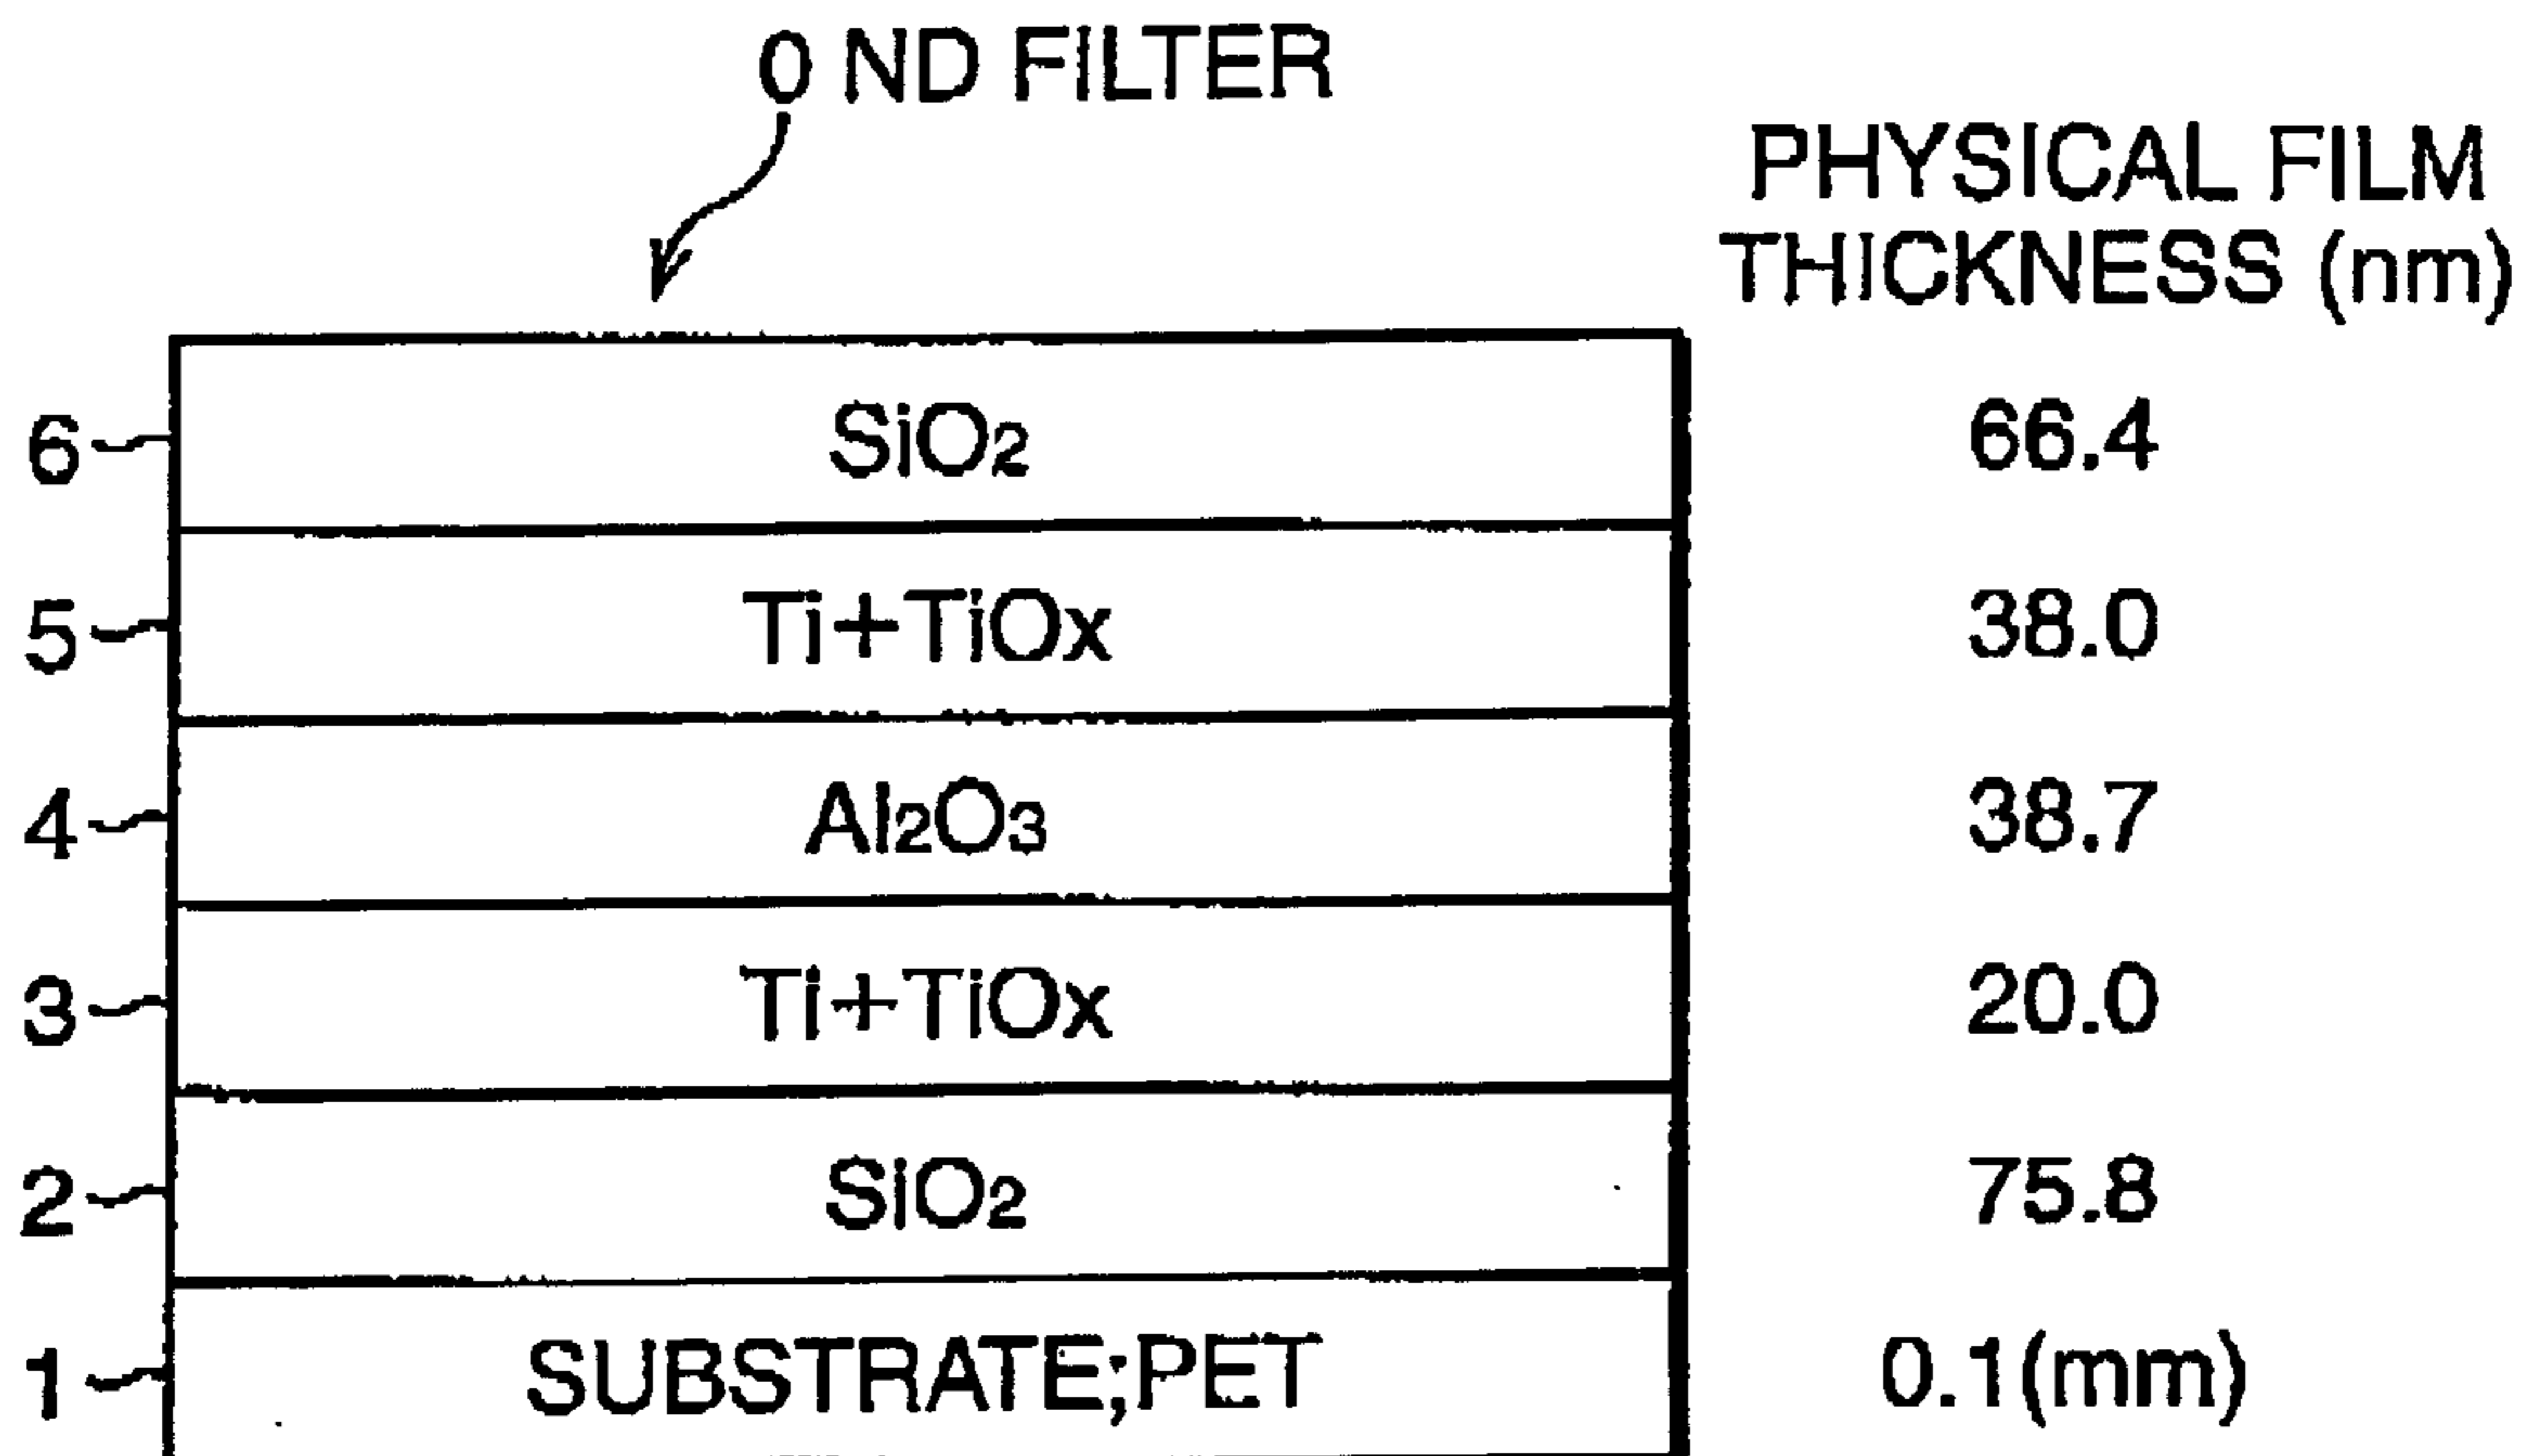 0 ND FILTER
PHYSICAL FILM
THICKNESS (nm)
6 SiO2 66.4
5 Ti+TiOx 38.0
4 Al2O3 38.7
3 Ti+TiOx 20.0
2 SiO2 75.8
1 SUBSTRATE;PET 0.1(mm)